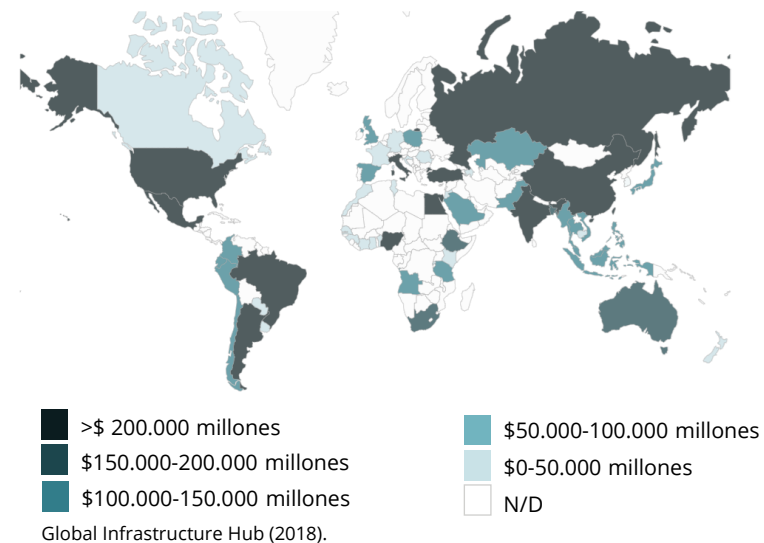 >$ 200.000 millones
$150.000-200.000 millones
$100.000-150.000 millones
$50.000-100.000 millones
$0-50.000 millones
N/D
Global Infrastructure Hub (2018).